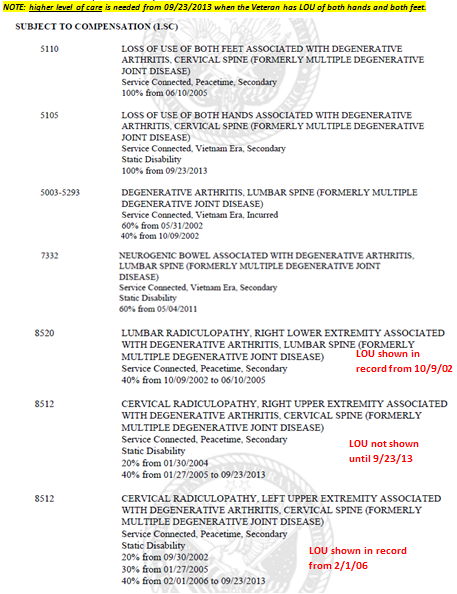 NOTE: higher level of care is needed from 09/23/2013 when the Veteran has LOU of both hands and both feet.
SUBJECT TO COMPENSATION (1.SC)
5110 LOSS OF USE OF BOTH FEET ASSOCIATED WITH DEGENERATIVE
ARTHRITIS, CERVICAL SPINE (FORMERLY MULTIPLE DEGENERATIVE
JOINT DISEASE)
Service Connected, Peacetime, Secondary
100% from 06/10/2005
5105 LOSS OF USE OF BOTH HANDS ASSOCIATED WITH DEGENERATIVE
ARTHRITIS, CERVICAL SPINE (FORMERLY MULTIPLE DEGENERATIVE
JOINT DISEASE)
Service Connected, Vietnam Era, Secondary
Static Disability
100% from 09/23/2013
5003-5293 DEGENERATIVE ARTHRITIS, LUMBAR SPINE (FORMERLY MULTIPLE
DEGENERATIVE JOINT DISEASE)
Service Connected, Vietnam Era, Incurred
60% from 05/31/2002
40% from 10/09/2002
7332 NEUROGENIC BOWEL ASSOCIATED WITH DEGENERATIVE ARTHRITIS,
LUMBAR SPINE (FORMERLY MULTIPLE DEGENERATIVE JOINT
DISEASE)
Service Connected, Vietnam Era, Secondary
Static Disability
60% from 05/04/2011
8520 LUMBAR RADICULOPATHY, RIGHT LOWER EXTREMITY ASSOCIATED
WITH DEGENERATIVE ARTHRITIS, LUMBAR SPINE (FORMERLY
MULTIPLE DEGENERATIVE JOINT DISEASE)
Service Connected, Peacetime, Secondary
40% from 10/09/2002 to 06/10/2005
LOU shown in
record from 10/9/02
8512 CERVICAL RADICULOPATHY, RIGHT UPPER EXTREMITY ASSOCIATED
WITH DEGENERATIVE ARTHRITIS, CERVICAL SPINE (FORMERLY
MULTIPLE DEGENERATIVE JOINT DISEASE)
Service Connected, Peacetime, Secondary
Static Disability
20% from 01/30/2004
40% from 01/27/2005 to 09/23/2013
LOU not shown
until 9/23/13
8512 CERVICAL RADICULOPATHY, LEFT UPPER EXTREMITY ASSOCIATED
WITH DEGENERATIVE ARTHRITIS, CERVICAL SPINE (FORMERLY
MULTIPLE DEGENERATIVE JOINT DISEASE)
Service Connected, Peacetime, Secondary
Static Disability
20% from 09/30/2002
30% from 01/27/2005
40% from 02/01/2006 to 09/23/2013
LOU shown in record
from 2/1/06